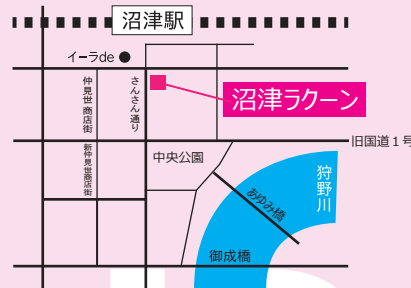 沼津駅
イーラde
仲見世商店街
さんさん通り
沼津ラクーン
旧国道1号
新仲見世商店街
中央公園
狩野川
あゆみ橋
御成橋